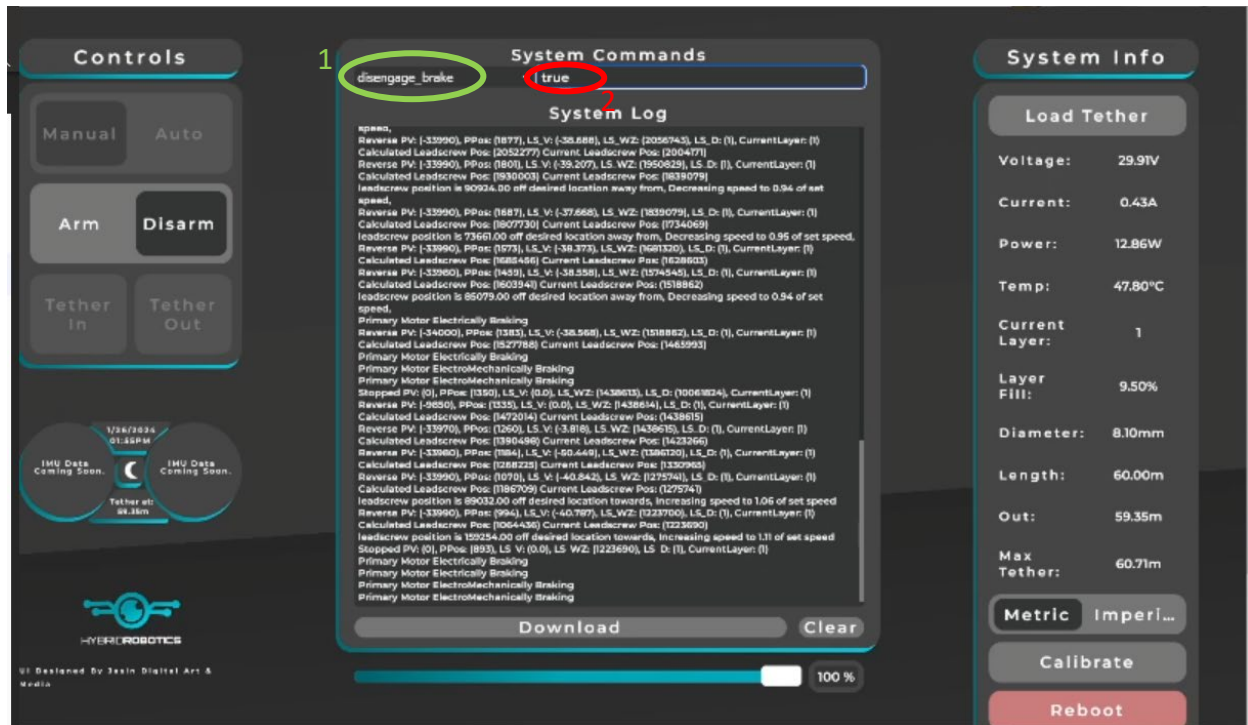 Controls
Manual Auto
Arm Disarm
Tether In Tether Out
1/26/2024
01:55PM
IMU Data Coming Soon.
IMU Data Coming Soon.
Tether at:
59.35m
HYBRIDROBOTICS
UI Designed By Jasin Digital Art &
Media
1
System Commands
disengage_brake true
2
System Log
speed,
Reverse PV: (-33990), PPos: (1877), LS_V: (-38.688), LS_WZ: (2056743), LS_D: (1), CurrentLayer: (1)
Calculated Leadscrew Pos: (2052277) Current Leadscrew Pos: (2004171)
Reverse PV: (-33990), PPos: (1801), LS_V: (-39.207), LS_WZ: (1950829), LS_D: (1), CurrentLayer: (1)
Calculated Leadscrew Pos: (1930003) Current Leadscrew Pos: (1839079)
leadscrew position is 90924.00 off desired location away from, Decreasing speed to 0.94 of set
speed,
Reverse PV: (-33990), PPos: (1687), LS_V: (-37.668), LS_WZ: (1839079), LS_D: (1), CurrentLayer: (1)
Calculated Leadscrew Pos: (1807730) Current Leadscrew Pos: (1734069)
leadscrew position is 73661.00 off desired location away from, Decreasing speed to 0.95 of set speed,
Reverse PV: (-33990), PPos: (1573), LS_V: (-38.373), LS_WZ: (1681320), LS_D: (1), CurrentLayer: (1)
Calculated Leadscrew Pos: (1685456) Current Leadscrew Pos: (1628603)
Reverse PV: (-33980), PPos: (1459), LS_V: (-38.558), LS_WZ: (1574545), LS_D: (1), CurrentLayer: (1)
Calculated Leadscrew Pos: (1603941) Current Leadscrew Pos: (1518862)
leadscrew position is 85079.00 off desired location away from, Decreasing speed to 0.94 of set
speed,
Primary Motor Electrically Braking
Reverse PV: (-34000), PPos: (1383), LS_V: (-38.568), LS_WZ: (1518862), LS_D: (1), CurrentLayer: (1)
Calculated Leadscrew Pos: (1527788) Current Leadscrew Pos: (1463993)
Primary Motor Electrically Braking
Primary Motor ElectroMechanically Braking
Primary Motor ElectroMechanically Braking
Stopped PV: (0), PPos: (1350), LS_V: (0.0), LS_WZ: (1438613), LS_D: (10061824), CurrentLayer: (1)
Reverse PV: (-9850), PPos: (1335), LS_V: (0.0), LS_WZ: (1438614), LS_D: (1), CurrentLayer: (1)
Calculated Leadscrew Pos: (1472014) Current Leadscrew Pos: (1438615)
Reverse PV: (-33970), PPos: (1260), LS_V: (-3.818), LS_WZ: (1438615), LS_D: (1), CurrentLayer: (1)
Calculated Leadscrew Pos: (1390498) Current Leadscrew Pos: (1423266)
Reverse PV: (-33980), PPos: (1184), LS_V: (-50.449), LS_WZ: (1386120), LS_D: (1), CurrentLayer: (1)
Calculated Leadscrew Pos: (1288225) Current Leadscrew Pos: (1330965)
Reverse PV: (-33990), PPos: (1070), LS_V: (-40.842), LS_WZ: (1275741), LS_D: (1), CurrentLayer: (1)
Calculated Leadscrew Pos: (1186709) Current Leadscrew Pos: (1275741)
leadscrew position is 89032.00 off desired location towards, Increasing speed to 1.06 of set speed
Reverse PV: (-33990), PPos: (994), LS_V: (-40.787), LS_WZ: (1223700), LS_D: (1), CurrentLayer: (1)
Calculated Leadscrew Pos: (1064436) Current Leadscrew Pos: (1223690)
leadscrew position is 159254.00 off desired location towards, Increasing speed to 1.11 of set speed
Stopped PV: (0), PPos: (893), LS_V: (0.0), LS_WZ: (1223690), LS_D: (1), CurrentLayer: (1)
Primary Motor Electrically Braking
Primary Motor Electrically Braking
Primary Motor ElectroMechanically Braking
Primary Motor ElectroMechanically Braking
Download Clear
100 %
System Info
Load Tether
Voltage: 29.91V
Current: 0.43A
Power: 12.86W
Temp: 47.80°C
Current Layer: 1
Layer Fill: 9.50%
Diameter: 8.10mm
Length: 60.00m
Out: 59.35m
Max Tether: 60.71m
Metric Imperi...
Calibrate
Reboot